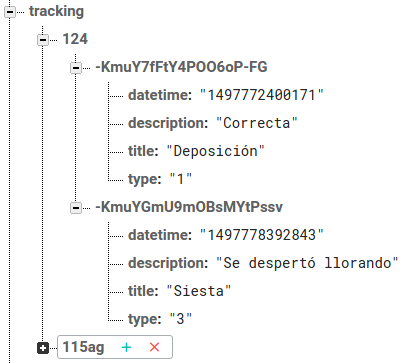 tracking
124
-KmuY7fFtY4POO6oP-FG
datetime: "1497772400171"
description: "Correcta"
title: "Deposición"
type: "1"
-KmuYGmU9mOBsMYtPssv
datetime: "1497778392843"
description: "Se despertó llorando"
title: "Siesta"
type: "3"
115ag